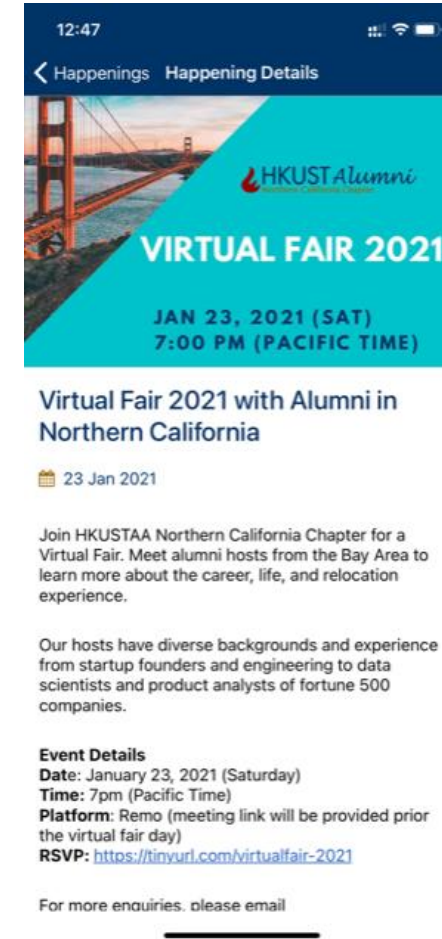 12:47
Happenings Happening Details
HKUST Alumni
Northern California Chapter
VIRTUAL FAIR 2021
JAN 23, 2021 (SAT)
7:00 PM (PACIFIC TIME)
Virtual Fair 2021 with Alumni in
Northern California
23 Jan 2021
Join HKUSTAA Northern California Chapter for a
Virtual Fair. Meet alumni hosts from the Bay Area to
learn more about the career, life, and relocation
experience.
Our hosts have diverse backgrounds and experience
from startup founders and engineering to data
scientists and product analysts of fortune 500
companies.
Event Details
Date: January 23, 2021 (Saturday)
Time: 7pm (Pacific Time)
Platform: Remo (meeting link will be provided prior
the virtual fair day)
RSVP: https://tinyurl.com/virtualfair-2021
For more enquiries, please email